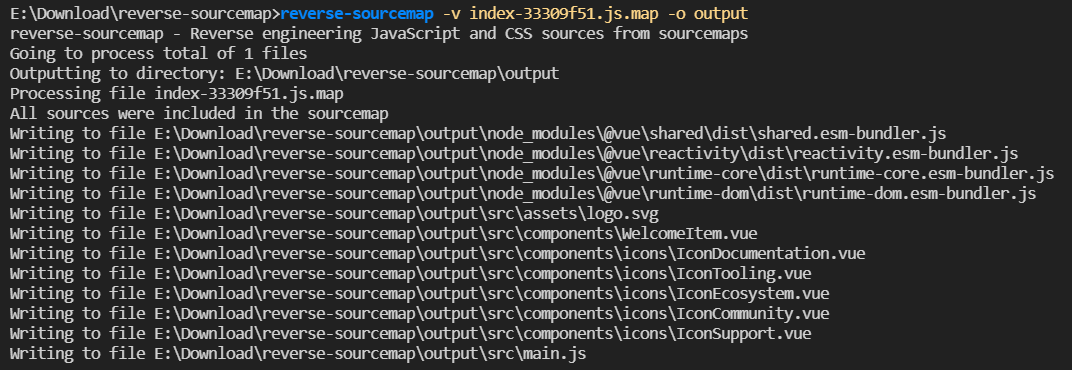 E:\Download\reverse-sourcemap>reverse-sourcemap -v index-33309f51.js.map -o output
reverse-sourcemap - Reverse engineering JavaScript and CSS sources from sourcemaps
Going to process total of 1 files
Outputting to directory: E:\Download\reverse-sourcemap\output
Processing file index-33309f51.js.map
All sources were included in the sourcemap
Writing to file E:\Download\reverse-sourcemap\output\node_modules\@vue\shared\dist\shared.esm-bundler.js
Writing to file E:\Download\reverse-sourcemap\output\node_modules\@vue\reactivity\dist\reactivity.esm-bundler.js
Writing to file E:\Download\reverse-sourcemap\output\node_modules\@vue\runtime-core\dist\runtime-core.esm-bundler.js
Writing to file E:\Download\reverse-sourcemap\output\node_modules\@vue\runtime-dom\dist\runtime-dom.esm-bundler.js
Writing to file E:\Download\reverse-sourcemap\output\src\assets\logo.svg
Writing to file E:\Download\reverse-sourcemap\output\src\components\WelcomeItem.vue
Writing to file E:\Download\reverse-sourcemap\output\src\components\icons\IconDocumentation.vue
Writing to file E:\Download\reverse-sourcemap\output\src\components\icons\IconTooling.vue
Writing to file E:\Download\reverse-sourcemap\output\src\components\icons\IconEcosystem.vue
Writing to file E:\Download\reverse-sourcemap\output\src\components\icons\IconCommunity.vue
Writing to file E:\Download\reverse-sourcemap\output\src\components\icons\IconSupport.vue
Writing to file E:\Download\reverse-sourcemap\output\src\main.js